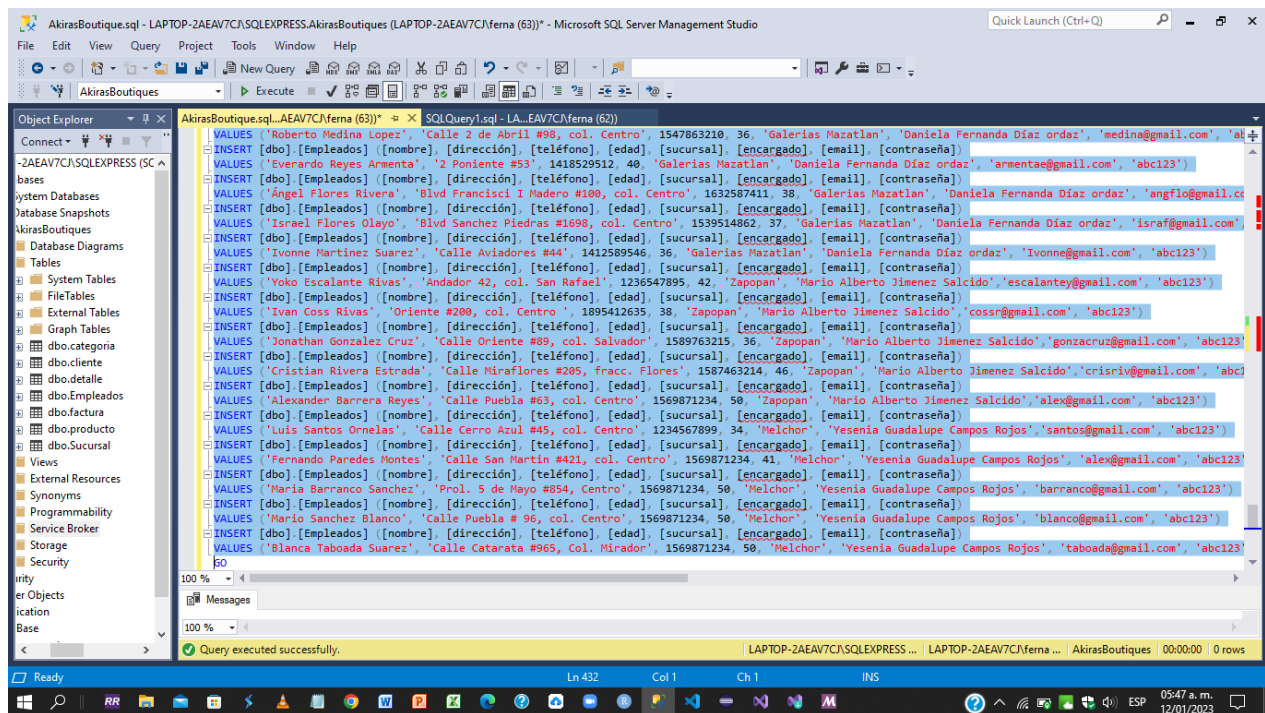 AkirasBoutique.sql - LAPTOP-2AEAV7CJ\SQLEXPRESS.AkirasBoutiques (LAPTOP-2AEAV7CJ\ferna (63))* - Microsoft SQL Server Management Studio
Quick Launch (Ctrl+Q)
File Edit View Query Project Tools Window Help
New Query
AkirasBoutiques
Execute
Object Explorer
AkirasBoutique.sql...AEAV7CJ\ferna (63))*
SQLQuery1.sql - LA...EAV7CJ\ferna (62))
Connect
-2AEAV7CJ\SQLEXPRESS (SC
bases
ystem Databases
Database Snapshots
AkirasBoutiques
Database Diagrams
Tables
System Tables
FileTables
External Tables
Graph Tables
dbo.categoria
dbo.cliente
dbo.detalle
dbo.Empleados
dbo.factura
dbo.producto
dbo.Sucursal
Views
External Resources
Synonyms
Programmability
Service Broker
Storage
Security
urity
er Objects
ication
Base
VALUES ('Roberto Medina Lopez', 'Calle 2 de Abril #98, col. Centro', 1547863210, 36, 'Galerias Mazatlan', 'Daniela Fernanda Díaz ordaz', 'medina@gmail.com', 'ab
INSERT [dbo].[Empleados] ([nombre], [dirección], [teléfono], [edad], [sucursal], [encargado], [email], [contraseña])
VALUES ('Everardo Reyes Armenta', '2 Poniente #53', 1418529512, 40, 'Galerias Mazatlan', 'Daniela Fernanda Díaz ordaz', 'armentae@gmail.com', 'abc123')
INSERT [dbo].[Empleados] ([nombre], [dirección], [teléfono], [edad], [sucursal], [encargado], [email], [contraseña])
VALUES ('Ángel Flores Rivera', 'Blvd Francisci I Madero #100, col. Centro', 1632587411, 38, 'Galerias Mazatlan', 'Daniela Fernanda Díaz ordaz', 'angflo@gmail.co
INSERT [dbo].[Empleados] ([nombre], [dirección], [teléfono], [edad], [sucursal], [encargado], [email], [contraseña])
VALUES ('Israel Flores Olayo', 'Blvd Sanchez Piedras #1698, col. Centro', 1539514862, 37, 'Galerias Mazatlan', 'Daniela Fernanda Díaz ordaz', 'israf@gmail.com',
INSERT [dbo].[Empleados] ([nombre], [dirección], [teléfono], [edad], [sucursal], [encargado], [email], [contraseña])
VALUES ('Ivonne Martinez Suarez', 'Calle Aviadores #44', 1412589546, 36, 'Galerias Mazatlan', 'Daniela Fernanda Díaz ordaz', 'Ivonne@gmail.com', 'abc123')
INSERT [dbo].[Empleados] ([nombre], [dirección], [teléfono], [edad], [sucursal], [encargado], [email], [contraseña])
VALUES ('Yoko Escalante Rivas', 'Andador 42, col. San Rafael', 1236547895, 42, 'Zapopan', 'Mario Alberto Jimenez Salcido','escalantey@gmail.com', 'abc123')
INSERT [dbo].[Empleados] ([nombre], [dirección], [teléfono], [edad], [sucursal], [encargado], [email], [contraseña])
VALUES ('Ivan Coss Rivas', 'Oriente #200, col. Centro ', 1895412635, 38, 'Zapopan', 'Mario Alberto Jimenez Salcido','cossr@gmail.com', 'abc123')
INSERT [dbo].[Empleados] ([nombre], [dirección], [teléfono], [edad], [sucursal], [encargado], [email], [contraseña])
VALUES ('Jonathan Gonzalez Cruz', 'Calle Oriente #89, col. Salvador', 1589763215, 36, 'Zapopan', 'Mario Alberto Jimenez Salcido','gonzacruz@gmail.com', 'abc123'
INSERT [dbo].[Empleados] ([nombre], [dirección], [teléfono], [edad], [sucursal], [encargado], [email], [contraseña])
VALUES ('Cristian Rivera Estrada', 'Calle Miraflores #205, fracc. Flores', 1587463214, 46, 'Zapopan', 'Mario Alberto Jimenez Salcido','crisriv@gmail.com', 'abc1
INSERT [dbo].[Empleados] ([nombre], [dirección], [teléfono], [edad], [sucursal], [encargado], [email], [contraseña])
VALUES ('Alexander Barrera Reyes', 'Calle Puebla #63, col. Centro', 1569871234, 50, 'Zapopan', 'Mario Alberto Jimenez Salcido','alex@gmail.com', 'abc123')
INSERT [dbo].[Empleados] ([nombre], [dirección], [teléfono], [edad], [sucursal], [encargado], [email], [contraseña])
VALUES ('Luis Santos Ornelas', 'Calle Cerro Azul #45, col. Centro', 1234567899, 34, 'Melchor', 'Yesenia Guadalupe Campos Rojos','santos@gmail.com', 'abc123')
INSERT [dbo].[Empleados] ([nombre], [dirección], [teléfono], [edad], [sucursal], [encargado], [email], [contraseña])
VALUES ('Fernando Paredes Montes', 'Calle San Martin #421, col. Centro', 1569871234, 41, 'Melchor', 'Yesenia Guadalupe Campos Rojos', 'alex@gmail.com', 'abc123'
INSERT [dbo].[Empleados] ([nombre], [dirección], [teléfono], [edad], [sucursal], [encargado], [email], [contraseña])
VALUES ('Maria Barranco Sanchez', 'Prol. 5 de Mayo #854, Centro', 1569871234, 50, 'Melchor', 'Yesenia Guadalupe Campos Rojos', 'barranco@gmail.com', 'abc123')
INSERT [dbo].[Empleados] ([nombre], [dirección], [teléfono], [edad], [sucursal], [encargado], [email], [contraseña])
VALUES ('Mario Sanchez Blanco', 'Calle Puebla # 96, col. Centro', 1569871234, 50, 'Melchor', 'Yesenia Guadalupe Campos Rojos', 'blanco@gmail.com', 'abc123')
INSERT [dbo].[Empleados] ([nombre], [dirección], [teléfono], [edad], [sucursal], [encargado], [email], [contraseña])
VALUES ('Blanca Taboada Suarez', 'Calle Catarata #965, Col. Mirador', 1569871234, 50, 'Melchor', 'Yesenia Guadalupe Campos Rojos', 'taboada@gmail.com', 'abc123'
GO
100 %
Messages
100 %
Query executed successfully.
LAPTOP-2AEAV7CJ\SQLEXPRESS ... LAPTOP-2AEAV7CJ\ferna ... AkirasBoutiques 00:00:00 0 rows
Ready Ln 432 Col 1 Ch 1 INS
RR
ESP
05:47 a. m.
12/01/2023